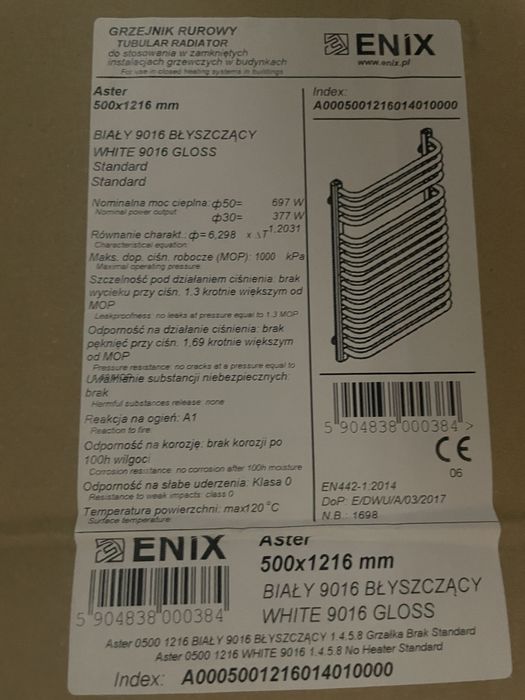 GRZEJNIK RUROWY
TUBULAR RADIATOR
do stosowania w zamkniętych
instalacjach grzewczych w budynkach
For use in closed heating systems in buildings
ENIX
www.enix.pl
Aster
500x1216 mm
Index:
A0005001216014010000
BIAŁY 9016 BŁYSZCZĄCY
WHITE 9016 GLOSS
Standard
Standard
Nominalna moc cieplna: ф50= 697 W
Nominal power output
ф30= 377 W
Równanie charakt.: ф=6,298 x ΔT^1,2031
Characteristical equation
Maks. dop. ciśn. robocze (MOP): 1000 kPa
Maximal operating pressure:
Szczelność pod działaniem ciśnienia: brak
wycieku przy ciśn. 1.3 krotnie większym od
MOP
Leakproofness: no leaks at pressure equal to 1.3 MOP
Odporność na działanie ciśnienia: brak
pęknięć przy ciśn. 1,69 krotnie większym
od MOP
Pressure resistance: no cracks at a pressure equal to
Uwalnianie substancji niebezpiecznych:
brak
Harmful substances release: none
Reakcja na ogień: A1
Reaction to fire:
Odporność na korozję: brak korozji po
100h wilgoci
Corrosion resistance: no corrosion after 100h moisture
Odporność na słabe uderzenia: Klasa 0
Resistance to weak impacts: class 0
Temperatura powierzchni: max120°C
Surface temperature:
5 904838 000384 >
CE
06
EN442-1:2014
DoP: E/DWU/A/03/2017
N.B.: 1698
ENIX
5 904838 000384
Aster
500x1216 mm
BIAŁY 9016 BŁYSZCZĄCY
WHITE 9016 GLOSS
Aster 0500 1216 BIAŁY 9016 BŁYSZCZĄCY 1.4.5.8 Grzałka Brak Standard
Aster 0500 1216 WHITE 9016 1.4.5.8 No Heater Standard
Index: A000500121601401000​0